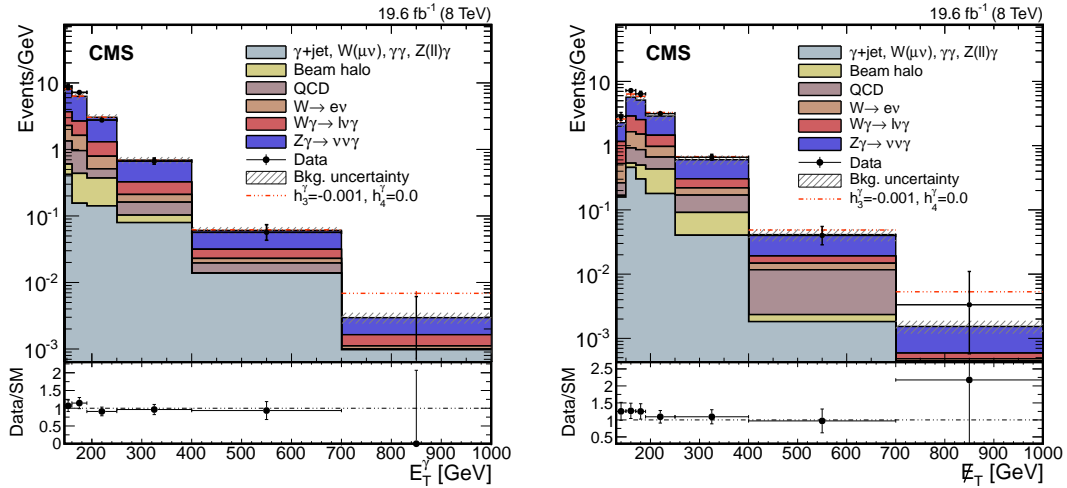 19.6 fb⁻¹ (8 TeV)
CMS
γ+jet, W(μν), γγ, Z(ll)γ
Beam halo
QCD
W→ eν
Wγ→ lνγ
Zγ→ ννγ
Data
Bkg. uncertainty
h₃^γ=-0.001, h₄^γ=0.0
Events/GeV
10
1
10⁻¹
10⁻²
10⁻³
Data/SM
2
1.5
1
0.5
0
200 300 400 500 600 700 800 900 1000
E_T^γ [GeV]
19.6 fb⁻¹ (8 TeV)
CMS
γ+jet, W(μν), γγ, Z(ll)γ
Beam halo
QCD
W→ eν
Wγ→ lνγ
Zγ→ ννγ
Data
Bkg. uncertainty
h₃^γ=-0.001, h₄^γ=0.0
Events/GeV
10
1
10⁻¹
10⁻²
10⁻³
Data/SM
2.5
2
1.5
1
0.5
200 300 400 500 600 700 800 900 1000
E̸_T [GeV]